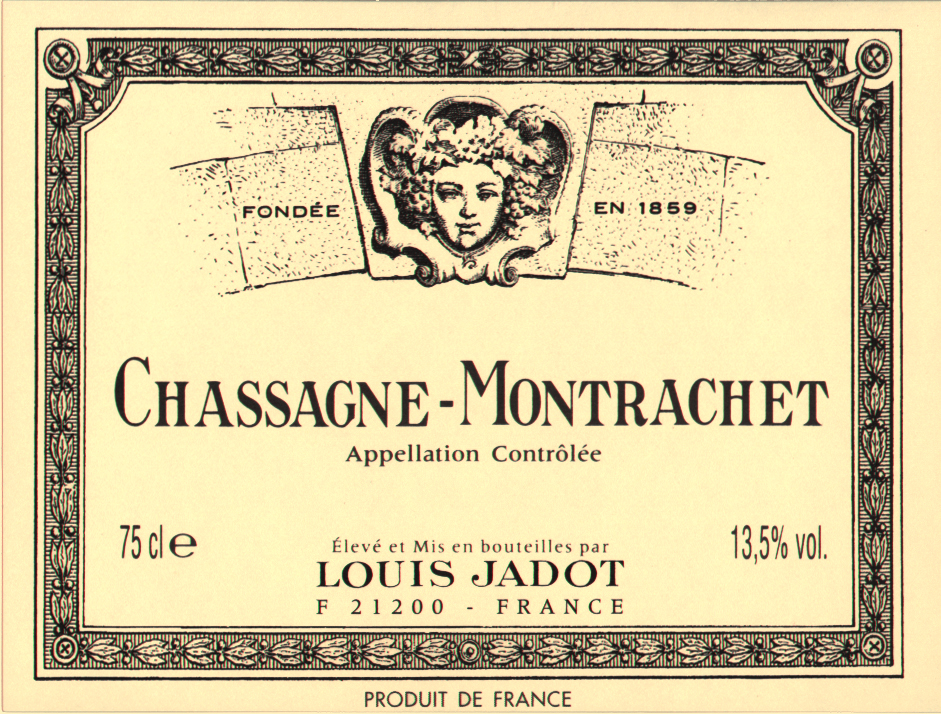 FONDÉE EN 1859
CHASSAGNE-MONTRACHET
Appellation Contrôlée
75 cl e 13,5% vol.
Élevé et Mis en bouteilles par
LOUIS JADOT
F 21200 - FRANCE
PRODUIT DE FRANCE